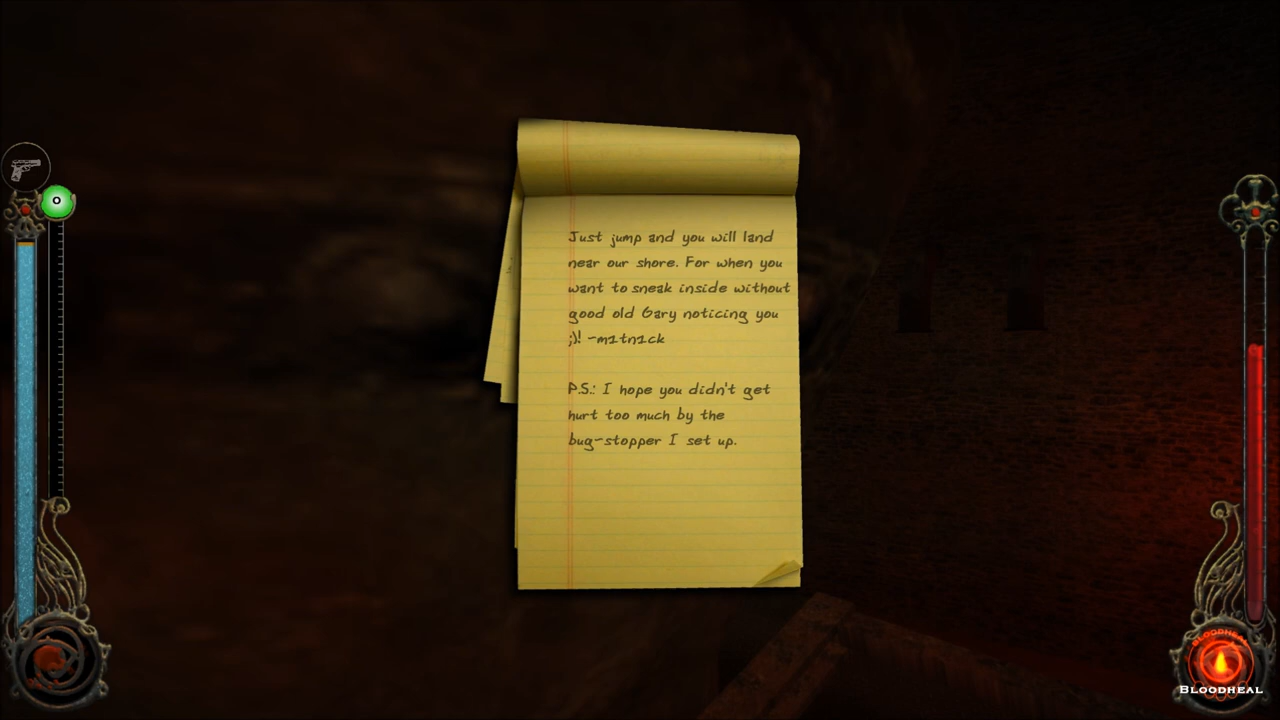 Just jump and you will land
near our shore. For when you
want to sneak inside without
good old Gary noticing you
;)! ~m1tn1ck
P.S.: I hope you didn't get
hurt too much by the
bug-stopper I set up.
BLOODHEAL
BLOODHEAL